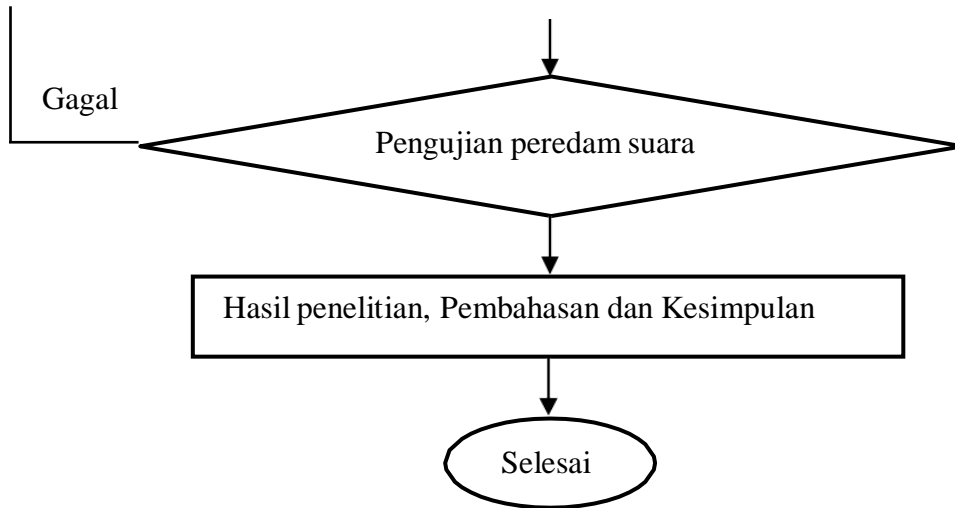 Gagal
Pengujian peredam suara
Hasil penelitian, Pembahasan dan Kesimpulan
Selesai